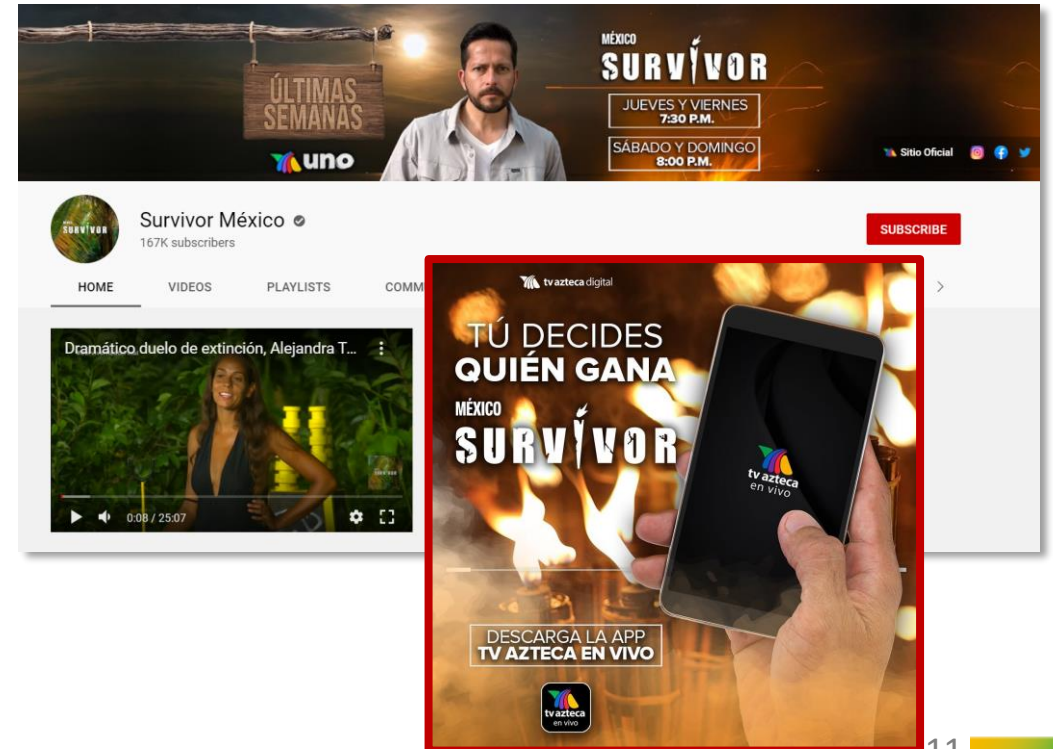 ÚLTIMAS
SEMANAS
uno
MÉXICO
SURVIVOR
JUEVES Y VIERNES
7:30 P.M.
SÁBADO Y DOMINGO
8:00 P.M.
Sitio Oficial
SURVIVOR
Survivor México
167K subscribers
SUBSCRIBE
HOME
VIDEOS
PLAYLISTS
COMM
Dramático duelo de extinción, Alejandra T...
0:08 / 25:07
tv azteca digital
TÚ DECIDES
QUIÉN GANA
MÉXICO
SURVIVOR
tv azteca
en vivo
DESCARGA LA APP
TV AZTECA EN VIVO
tv azteca
en vivo
11